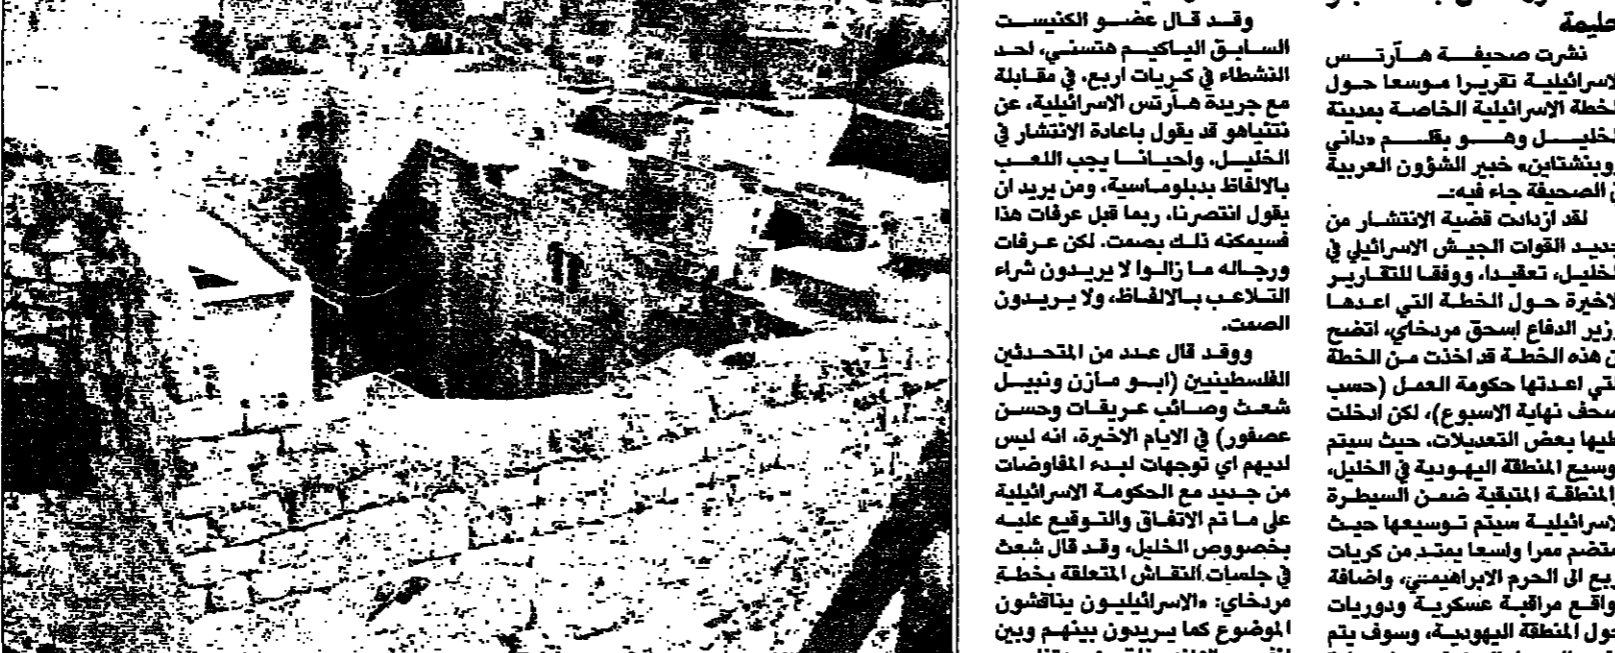 حليمة
نشرت صحيفة هآرتس
الاسرائيلية تقريرا موسعا حول
الخطة الاسرائيلية الخاصة بمدينة
الخليل وهو بقلم «داني
روبنشتاين» خبير الشؤون العربية
في الصحيفة جاء فيه:ـ
لقد ازدادت قضية الانتشار من
جديد القوات الجيش الاسرائيلي في
الخليل، تعقيدا، ووفقا للتقارير
الاخيرة حول الخطة التي اعدها
وزير الدفاع اسحق مردخاي، اتضح
ان هذه الخطة قد اخذت من الخطة
التي اعدتها حكومة العمل (حسب
صحف نهاية الاسبوع)، لكن ادخلت
عليها بعض التعديلات، حيث سيتم
توسيع المنطقة اليهودية في الخليل،
المنطقة المتبقية ضمن السيطرة
الاسرائيلية سيتم توسيعها حيث
ستضم ممرا واسعا يمتد من كريات
اربع الى الحرم الابراهيمي، واضافة
مواقع مراقبة عسكرية ودوريات
حول المنطقة اليهودية، وسوف يتم
وقد قال عضو الكنيست
السابق الياكيم هتسني، احد
النشطاء في كريات اربع، في مقابلة
مع جريدة هآرتس الاسرائيلية، عن
نتنياهو قد يقول باعادة الانتشار في
الخليل، واحيانا يجب اللعب
بالالفاظ بدبلوماسية، ومن يريد ان
يقول انتصرنا، ربما قبل عرفات هذا
فسيمكنه ذلك بصمت. لكن عرفات
ورجاله ما زالوا لا يريدون شراء
التلاعب بالالفاظ، ولا يريدون
الصمت.
ووقد قال عدد من المتحدثين
الفلسطينيين (ابو مازن ونبيل
شعث وصائب عريقات وحسن
عصفور) في الايام الاخيرة، انه ليس
لديهم اي توجهات لبدء المفاوضات
من جديد مع الحكومة الاسرائيلية
على ما تم الاتفاق والتوقيع عليه
بخصووص الخليل، وقد قال شعث
في جلسات النقاش المتعلقة بخطة
مردخاي: «الاسرائيليون يناقشون
الموضوع كما يريدون بينهم وبين